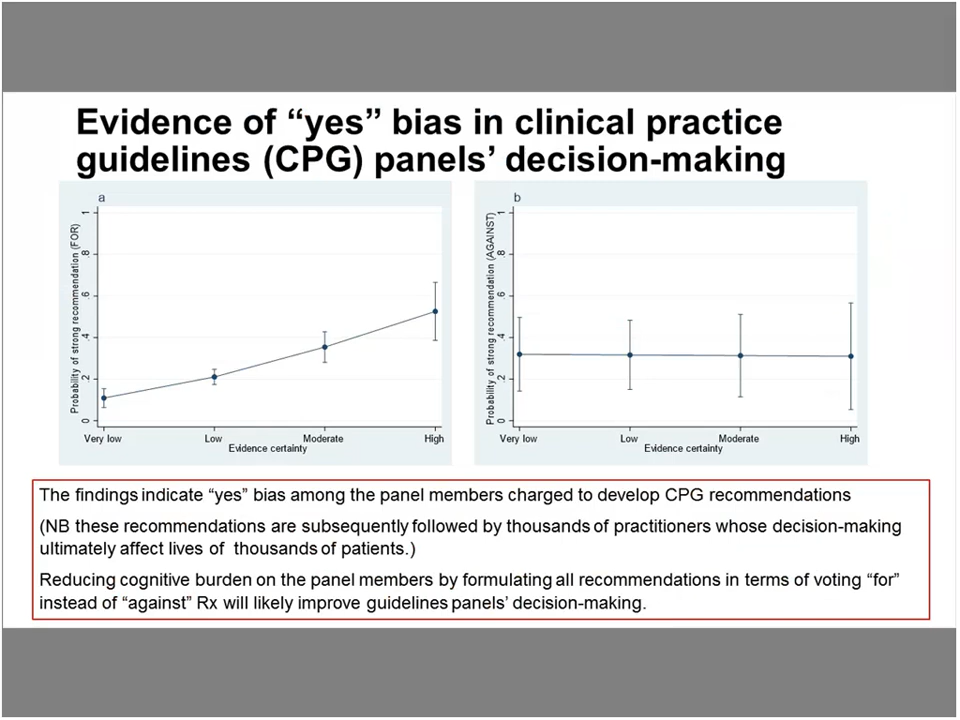 Evidence of “yes” bias in clinical practice
guidelines (CPG) panels’ decision-making
a
Probability of strong recommendation (FOR)
1
.8
.6
.4
.2
0
Very low
Low
Moderate
High
Evidence certainty
b
Probability of strong recommendation (AGAINST)
1
.8
.6
.4
.2
0
Very low
Low
Moderate
High
Evidence certainty
The findings indicate “yes” bias among the panel members charged to develop CPG recommendations
(NB these recommendations are subsequently followed by thousands of practitioners whose decision-making
ultimately affect lives of thousands of patients.)
Reducing cognitive burden on the panel members by formulating all recommendations in terms of voting “for”
instead of “against” Rx will likely improve guidelines panels’ decision-making.